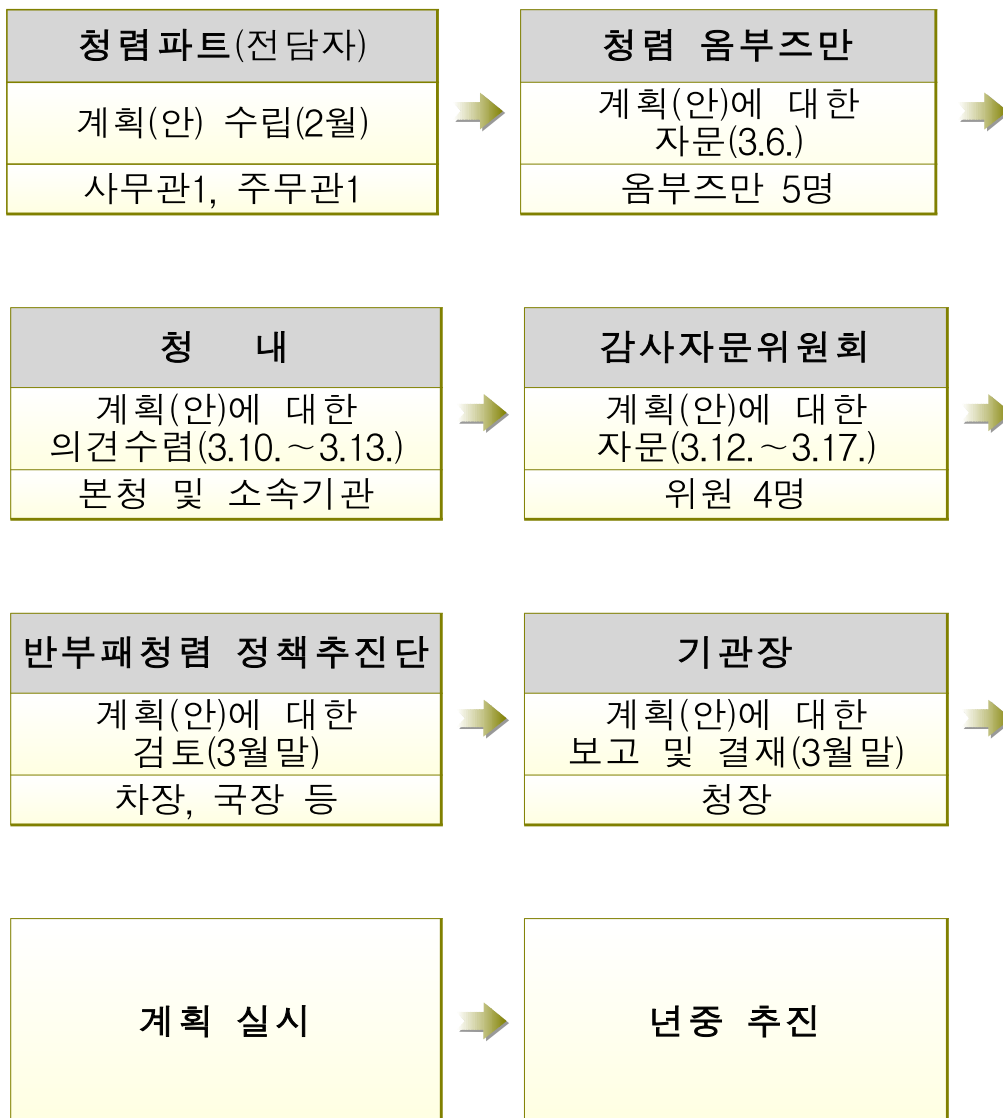 청렴파트(전담자)
계획(안) 수립(2월)
사무관1, 주무관1
청렴 옴부즈만
계획(안)에 대한
자문(3.6.)
옴부즈만 5명
청 내
계획(안)에 대한
의견수렴(3.10.~3.13.)
본청 및 소속기관
감사자문위원회
계획(안)에 대한
자문(3.12.~3.17.)
위원 4명
반부패청렴 정책추진단
계획(안)에 대한
검토(3월말)
차장, 국장 등
기관장
계획(안)에 대한
보고 및 결재(3월말)
청장
계획 실시
년중 추진